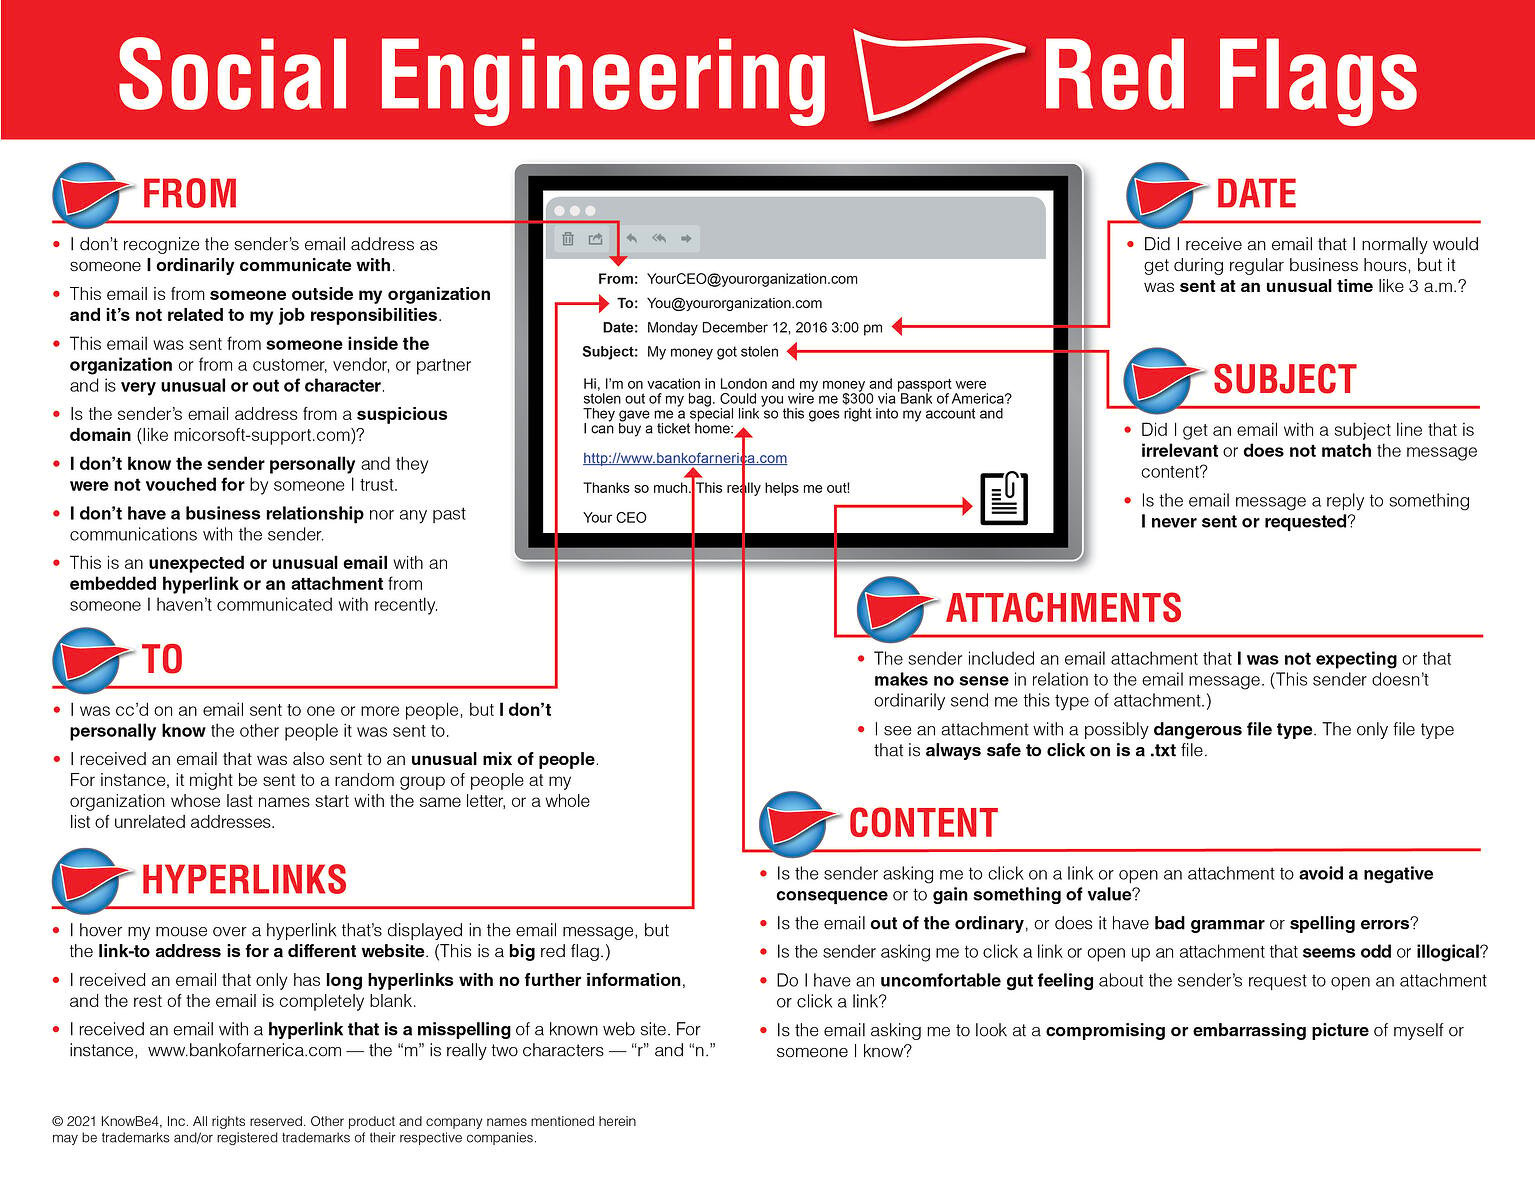 Social Engineering Red Flags
FROM
• I don't recognize the sender's email address as
someone I ordinarily communicate with.
• This email is from someone outside my organization
and it's not related to my job responsibilities.
• This email was sent from someone inside the
organization or from a customer, vendor, or partner
and is very unusual or out of character.
• Is the sender's email address from a suspicious
domain (like micorsoft-support.com)?
• I don't know the sender personally and they
were not vouched for by someone I trust.
• I don't have a business relationship nor any past
communications with the sender.
• This is an unexpected or unusual email with an
embedded hyperlink or an attachment from
someone I haven't communicated with recently.
TO
• I was cc'd on an email sent to one or more people, but I don't
personally know the other people it was sent to.
• I received an email that was also sent to an unusual mix of people.
For instance, it might be sent to a random group of people at my
organization whose last names start with the same letter, or a whole
list of unrelated addresses.
HYPERLINKS
• I hover my mouse over a hyperlink that's displayed in the email message, but
the link-to address is for a different website. (This is a big red flag.)
• I received an email that only has long hyperlinks with no further information,
and the rest of the email is completely blank.
• I received an email with a hyperlink that is a misspelling of a known web site. For
instance, www.bankofarnerica.com — the “m” is really two characters — “r” and “n.”
From: YourCEO@yourorganization.com
To: You@yourorganization.com
Date: Monday December 12, 2016 3:00 pm
Subject: My money got stolen
Hi, I'm on vacation in London and my money and passport were
stolen out of my bag. Could you wire me $300 via Bank of America?
They gave me a special link so this goes right into my account and
I can buy a ticket home:
http://www.bankofarnerica.com
Thanks so much. This really helps me out!
Your CEO
DATE
• Did I receive an email that I normally would
get during regular business hours, but it
was sent at an unusual time like 3 a.m.?
SUBJECT
• Did I get an email with a subject line that is
irrelevant or does not match the message
content?
• Is the email message a reply to something
I never sent or requested?
ATTACHMENTS
• The sender included an email attachment that I was not expecting or that
makes no sense in relation to the email message. (This sender doesn't
ordinarily send me this type of attachment.)
• I see an attachment with a possibly dangerous file type. The only file type
that is always safe to click on is a .txt file.
CONTENT
• Is the sender asking me to click on a link or open an attachment to avoid a negative
consequence or to gain something of value?
• Is the email out of the ordinary, or does it have bad grammar or spelling errors?
• Is the sender asking me to click a link or open up an attachment that seems odd or illogical?
• Do I have an uncomfortable gut feeling about the sender's request to open an attachment
or click a link?
• Is the email asking me to look at a compromising or embarrassing picture of myself or
someone I know?
© 2021 KnowBe4, Inc. All rights reserved. Other product and company names mentioned herein
may be trademarks and/or registered trademarks of their respective companies.